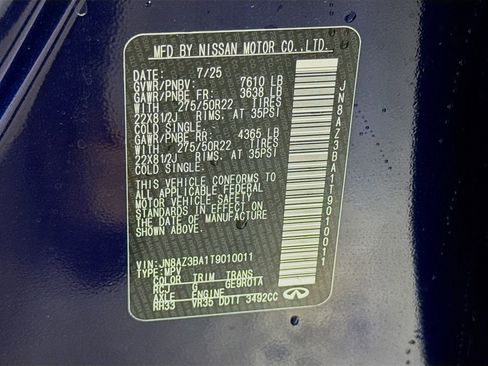 MFD BY NISSAN MOTOR CO.,LTD.
DATE: 7/25
GVWR/PNBV: 7610 LB
GAWR/PNBE FR: 3638 LB
WITH 275/50R22 TIRES
22X8 1/2J RIMS, AT 35PSI
COLD SINGLE.
GAWR/PNBE RR: 4365 LB
WITH 275/50R22 TIRES
22X8 1/2J RIMS, AT 35PSI
COLD SINGLE.
THIS VEHICLE CONFORMS TO
ALL APPLICABLE FEDERAL
MOTOR VEHICLE SAFETY
STANDARDS IN EFFECT ON
THE DATE OF MANUFACTURE
SHOWN ABOVE.
VIN: JN8AZ3BA1T9010011
TYPE: MPV
COLOR TRIM TRANS
RCJ G GE9R01A
AXLE ENGINE
RH33 VR35 DDTT 3492CC
JN8AZ3BA1T9010011